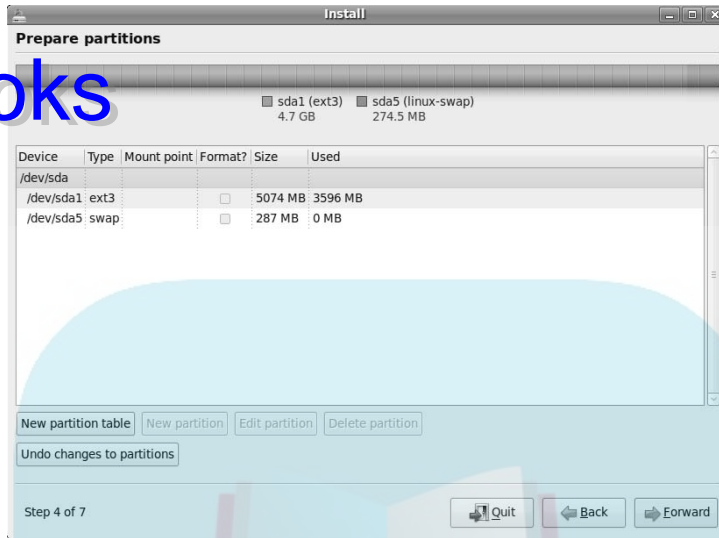 Install
Prepare partitions
oks
sda1 (ext3) sda5 (linux-swap)
4.7 GB 274.5 MB
Device Type Mount point Format? Size Used
/dev/sda
/dev/sda1 ext3 5074 MB 3596 MB
/dev/sda5 swap 287 MB 0 MB
New partition table New partition Edit partition Delete partition
Undo changes to partitions
Step 4 of 7 Quit Back Forward